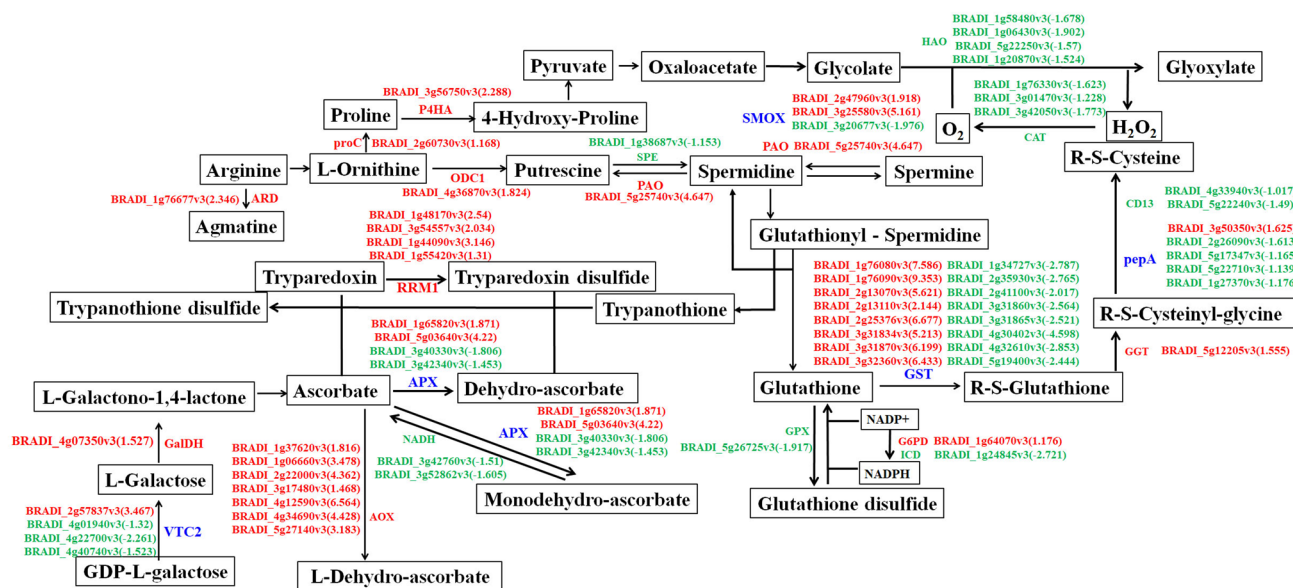 BRADI_1g58480v3(-1.678)
BRADI_1g06430v3(-1.902)
HAO
BRADI_5g22250(-1.57)
BRADI_1g20870v3(-1.524)
Pyruvate
Oxaloacetate
Glycolate
Glyoxylate
BRADI_3g56750v3(2.288)
P4HA
Proline
4-Hydroxy-Proline
BRADI_2g47960v3(1.918)
SMOX
BRADI_3g25580v3(5.161)
BRADI_3g20677v3(-1.976)
BRADI_1g76330v3(-1.623)
BRADI_3g01470v3(-1.228)
BRADI_3g42050v3(-1.773)
O2
CAT
H2O2
proC
BRADI_2g60730v3(1.168)
BRADI_1g38687v3(-1.153)
SPE
PAO
BRADI_5g25740v3(4.647)
R-S-Cysteine
Arginine
L-Ornithine
Putrescine
Spermidine
Spermine
ODC1
BRADI_4g36870v3(1.824)
PAO
BRADI_5g25740v3(4.647)
BRADI_1g76677v3(2.346)
ARD
Agmatine
BRADI_4g33940v3(-1.017
CD13
BRADI_5g22240v3(-1.49)
BRADI_1g48170v3(2.54)
BRADI_3g54557v3(2.034)
BRADI_1g44090v3(3.146)
BRADI_1g55420v3(1.31)
Glutathionyl - Spermidine
BRADI_3g50350v3(1.625)
BRADI_2g26090v3(-1.613
pepA
BRADI_5g17347v3(-1.165
BRADI_5g22710v3(-1.139
BRADI_1g27370v3(-1.176
Tryparedoxin
RRM1
Tryparedoxin disulfide
Trypanothione disulfide
Trypanothione
BRADI_1g76080v3(7.586) BRADI_1g34727v3(-2.787)
BRADI_1g76090v3(9.353) BRADI_2g35930v3(-2.765)
BRADI_2g13070v3(5.621) BRADI_2g41100v3(-2.017)
BRADI_2g13110v3(2.144) BRADI_3g31860v3(-2.564)
BRADI_2g25376v3(6.677) BRADI_3g31865v3(-2.521)
BRADI_3g31834v3(5.213) BRADI_4g30402v3(-4.598)
BRADI_3g31870v3(6.199) BRADI_4g32610v3(-2.853)
BRADI_3g32360v3(6.433) BRADI_5g19400v3(-2.444)
R-S-Cysteinyl-glycine
GGT
BRADI_5g12205v3(1.555)
BRADI_1g65820v3(1.871)
BRADI_5g03640v3(4.22)
BRADI_3g40330v3(-1.806)
BRADI_3g42340v3(-1.453)
L-Galactono-1,4-lactone
Ascorbate
APX
Dehydro-ascorbate
Glutathione
GST
R-S-Glutathione
BRADI_4g07350v3(1.527)
GalDH
BRADI_1g65820v3(1.871)
BRADI_5g03640v3(4.22)
APX
BRADI_3g40330v3(-1.806)
BRADI_3g42340v3(-1.453)
NADH
BRADI_3g42760v3(-1.51)
BRADI_3g52862v3(-1.605)
Monodehydro-ascorbate
GPX
BRADI_5g26725v3(-1.917)
NADP+
G6PD BRADI_1g64070v3(1.176)
ICD BRADI_1g24845v3(-2.721)
NADPH
Glutathione disulfide
BRADI_1g37620v3(1.816)
BRADI_1g06660v3(3.478)
BRADI_2g22000v3(4.362)
BRADI_3g17480v3(1.468)
BRADI_4g12590v3(6.564)
BRADI_4g34690v3(4.428)
BRADI_5g27140v3(3.183)
AOX
L-Galactose
BRADI_2g57837v3(3.467)
BRADI_4g01940v3(-1.32)
VTC2
BRADI_4g22700v3(-2.261)
BRADI_4g40740v3(-1.523)
GDP-L-galactose
L-Dehydro-ascorbate